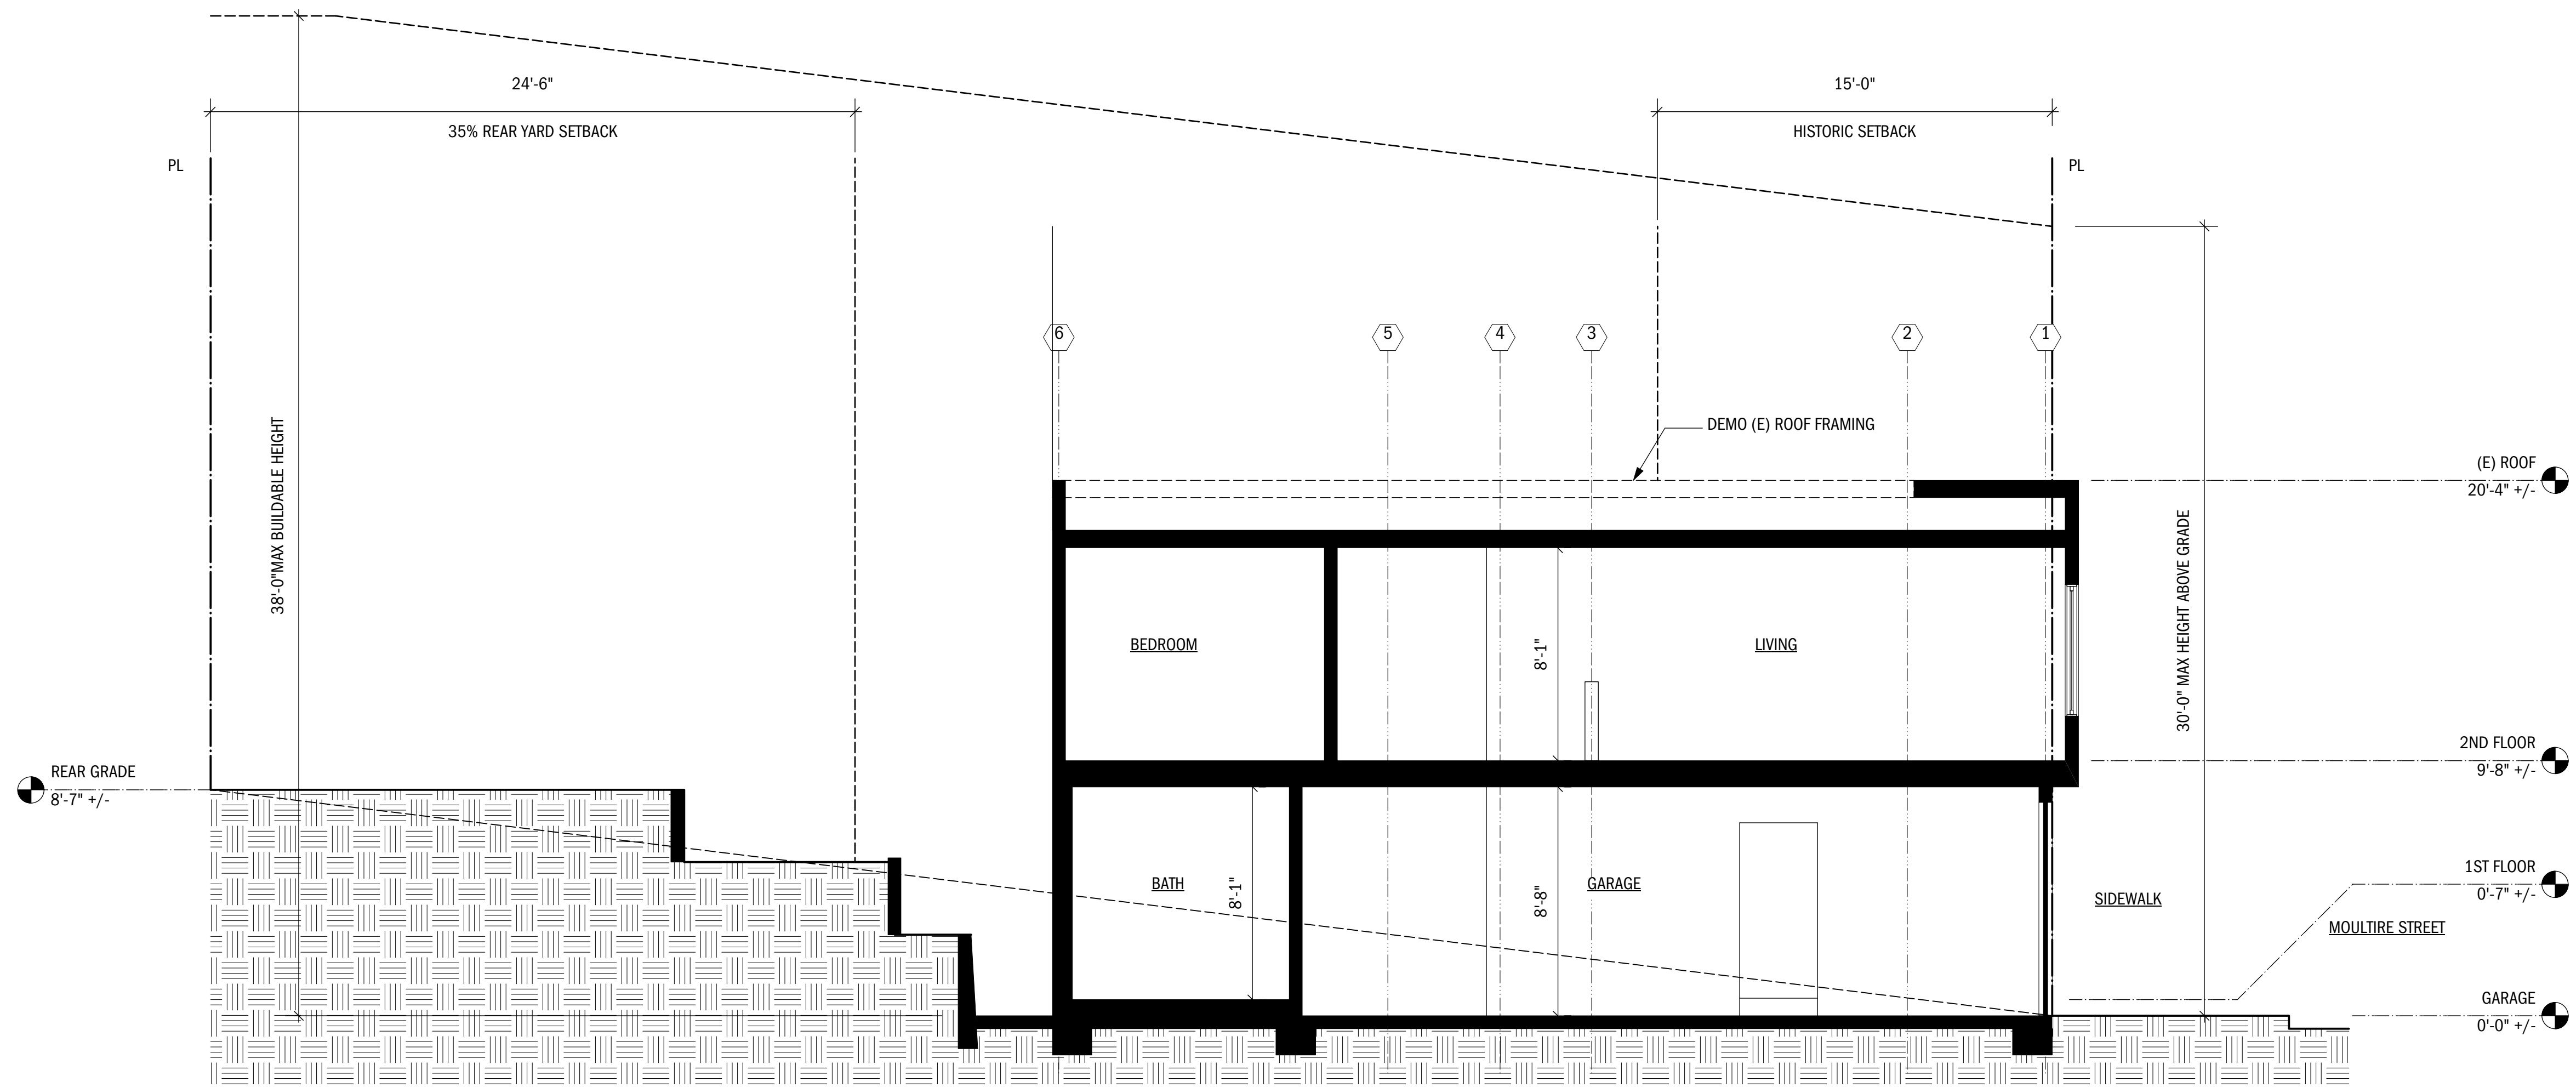 24'-6"
15'-0"
35% REAR YARD SETBACK
HISTORIC SETBACK
PL
PL
6
5
4
3
2
1
DEMO (E) ROOF FRAMING
(E) ROOF
20'-4" +/-
38'-0"MAX BUILDABLE HEIGHT
30'-0" MAX HEIGHT ABOVE GRADE
BEDROOM
8'-1"
LIVING
2ND FLOOR
9'-8" +/-
REAR GRADE
8'-7" +/-
BATH
8'-1"
8'-8"
GARAGE
SIDEWALK
1ST FLOOR
0'-7" +/-
MOULTIRE STREET
GARAGE
0'-0" +/-